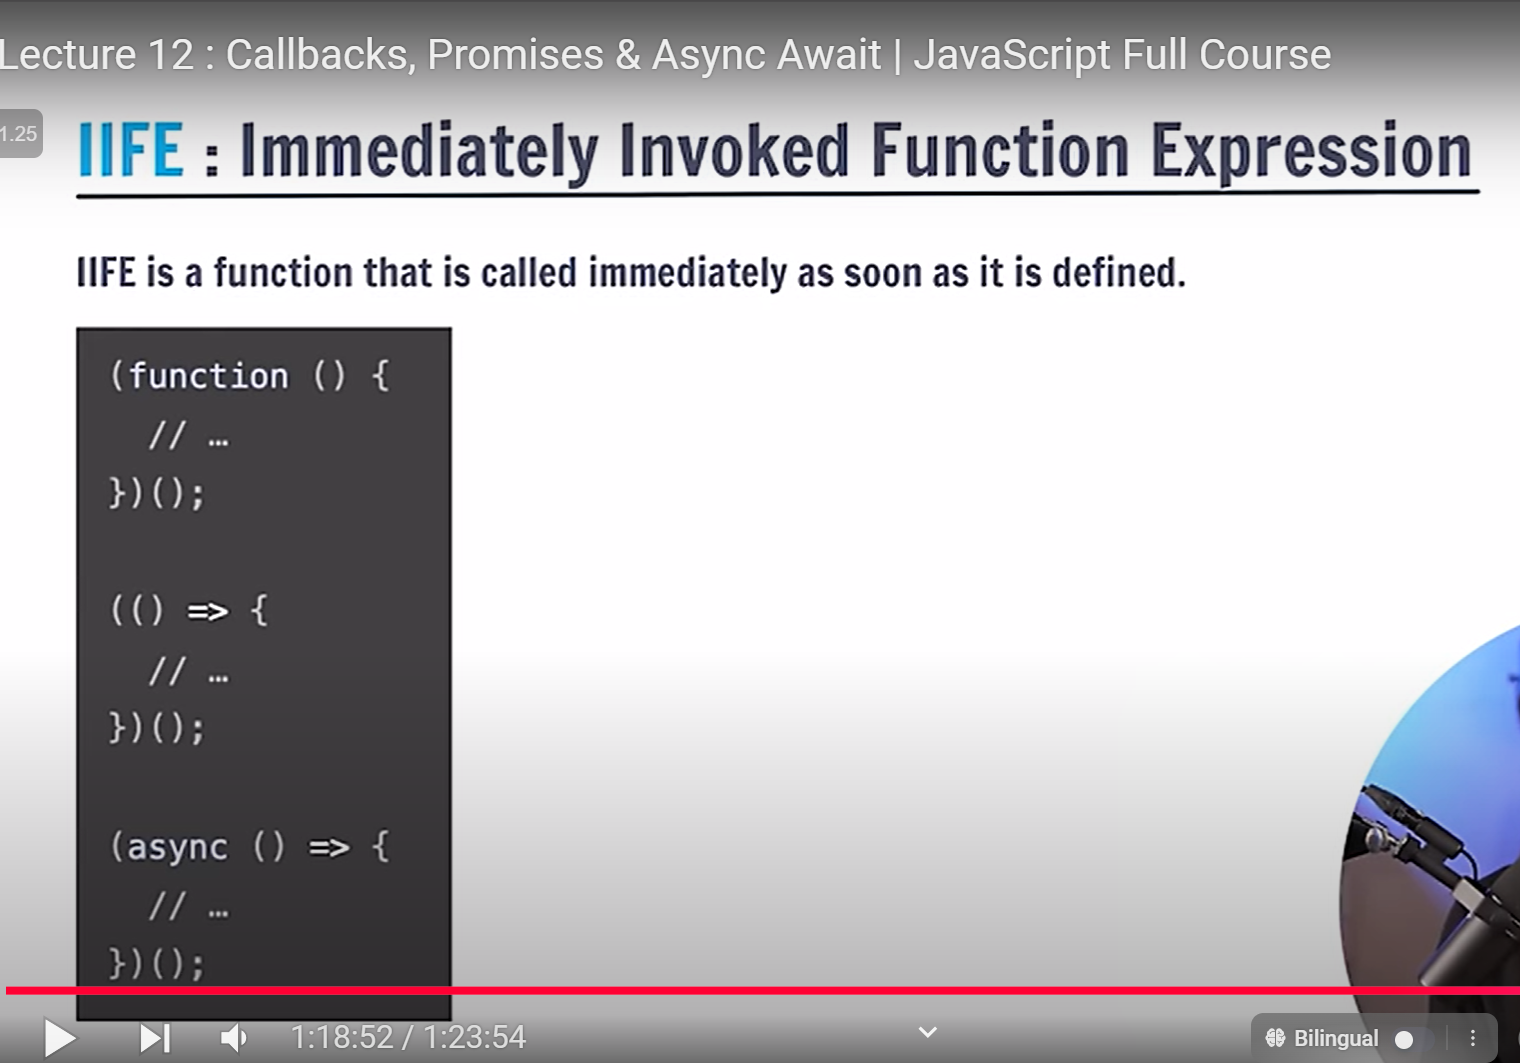 Lecture 12 : Callbacks, Promises & Async Await | JavaScript Full Course
1.25
IIFE : Immediately Invoked Function Expression
IIFE is a function that is called immediately as soon as it is defined.
(function () {
// …
})();
(() => {
// …
})();
(async () => {
// …
})();
1:18:52 / 1:23:54
Bilingual